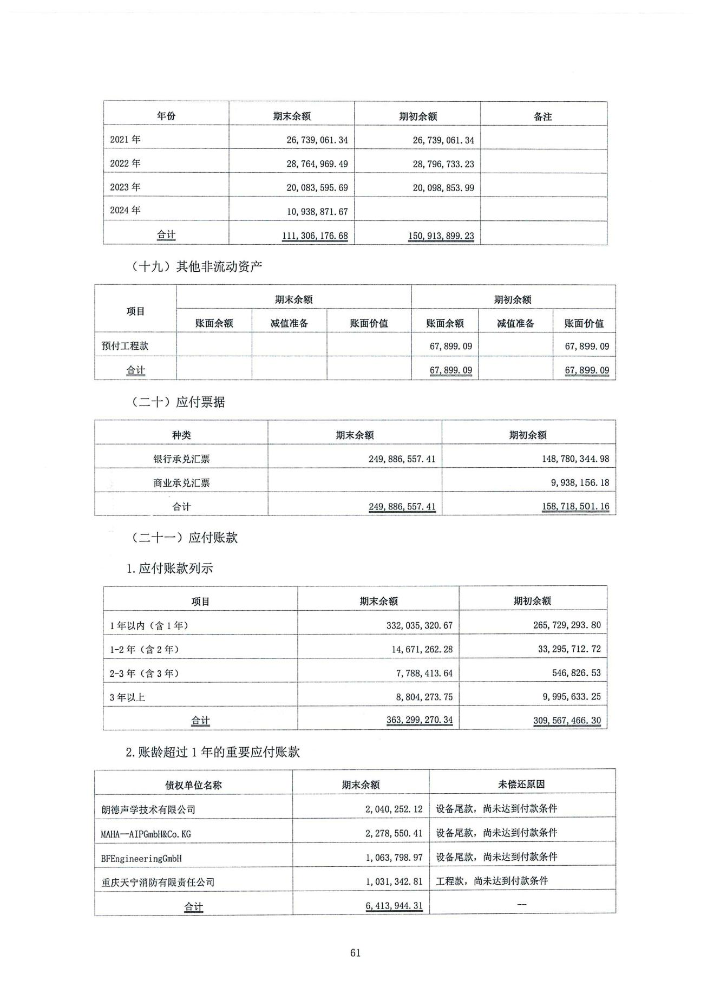 年份 期末余额 期初余额 备注
2021 年 26,739,061.34 26,739,061.34
2022 年 28,764,969.49 28,796,733.23
2023 年 20,083,595.69 20,098,853.99
2024 年 10,938,871.67
合计 111,306,176.68 150,913,899.23
（十九）其他非流动资产
项目 期末余额 期初余额
账面余额 减值准备 账面价值 账面余额 减值准备 账面价值
预付工程款 67,899.09 67,899.09
合计 67,899.09 67,899.09
（二十）应付票据
种类 期末余额 期初余额
银行承兑汇票 249,886,557.41 148,780,344.98
商业承兑汇票 9,938,156.18
合计 249,886,557.41 158,718,501.16
（二十一）应付账款
1.应付账款列示
项目 期末余额 期初余额
1 年以内（含 1 年） 332,035,320.67 265,729,293.80
1-2 年（含 2 年） 14,671,262.28 33,295,712.72
2-3 年（含 3 年） 7,788,413.64 546,826.53
3 年以上 8,804,273.75 9,995,633.25
合计 363,299,270.34 309,567,466.30
2.账龄超过 1 年的重要应付账款
债权单位名称 期末余额 未偿还原因
朗德声学技术有限公司 2,040,252.12 设备尾款，尚未达到付款条件
MAHA—AIPGmbH&Co.KG 2,278,550.41 设备尾款，尚未达到付款条件
BFEngineeringGmbH 1,063,798.97 设备尾款，尚未达到付款条件
重庆天宁消防有限责任公司 1,031,342.81 工程款，尚未达到付款条件
合计 6,413,944.31 --
61